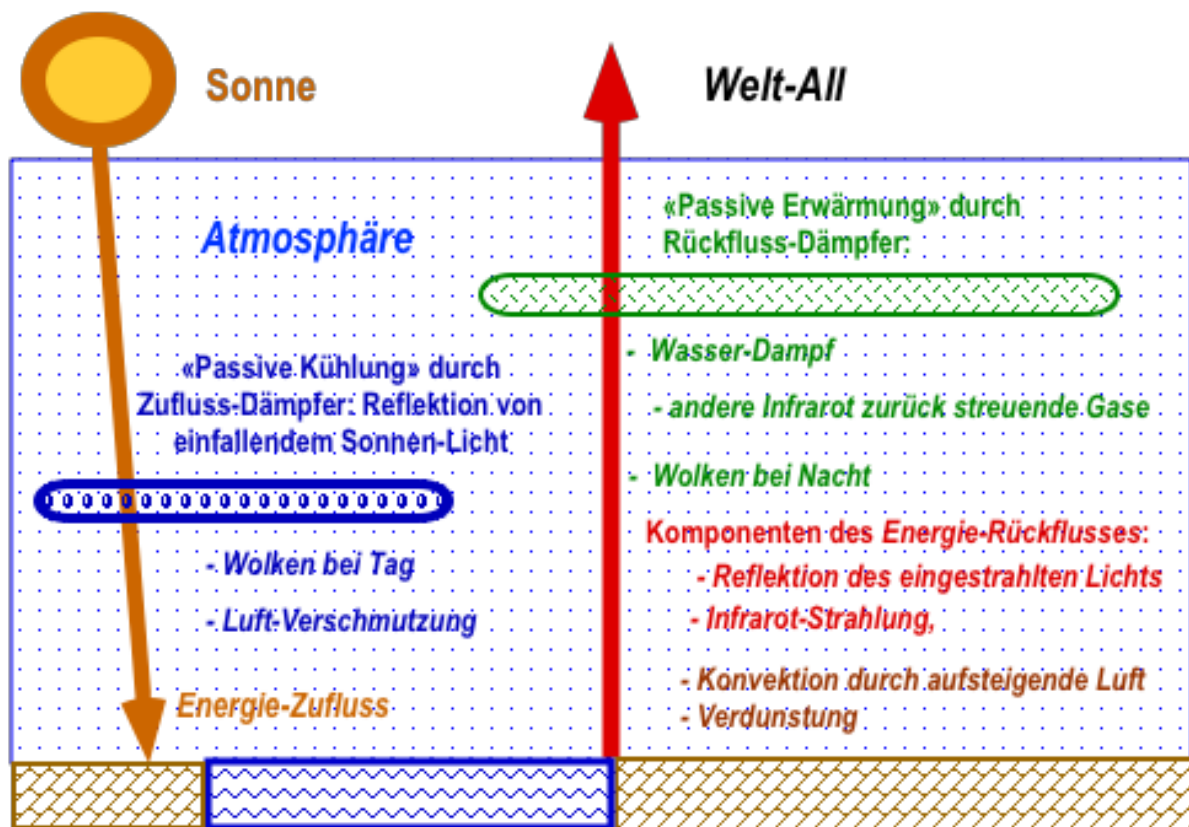 Sonne
Welt-All
Atmosphäre
«Passive Kühlung» durch
Zufluss-Dämpfer: Reflektion von
einfallendem Sonnen-Licht
- Wolken bei Tag
- Luft-Verschmutzung
Energie-Zufluss
«Passive Erwärmung» durch
Rückfluss-Dämpfer:
- Wasser-Dampf
- andere Infrarot zurück streuende Gase
- Wolken bei Nacht
Komponenten des Energie-Rückflusses:
- Reflektion des eingestrahlten Lichts
- Infrarot-Strahlung,
- Konvektion durch aufsteigende Luft
- Verdunstung